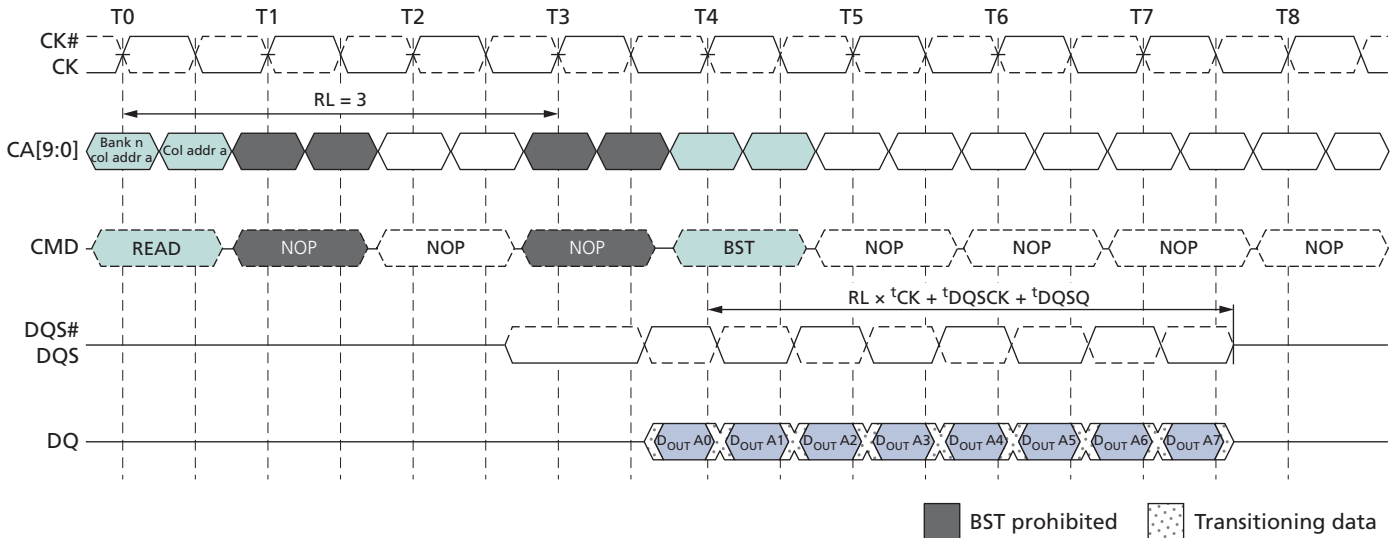 T0 T1 T2 T3 T4 T5 T6 T7 T8
CK#
CK
RL = 3
CA[9:0]
Bank n
col addr a
Col addr a
CMD
READ NOP NOP NOP BST NOP NOP NOP NOP
RL × tCK + tDQSCK + tDQSQ
DQS#
DQS
DQ
DOUT A0 DOUT A1 DOUT A2 DOUT A3 DOUT A4 DOUT A5 DOUT A6 DOUT A7
BST prohibited
Transitioning data